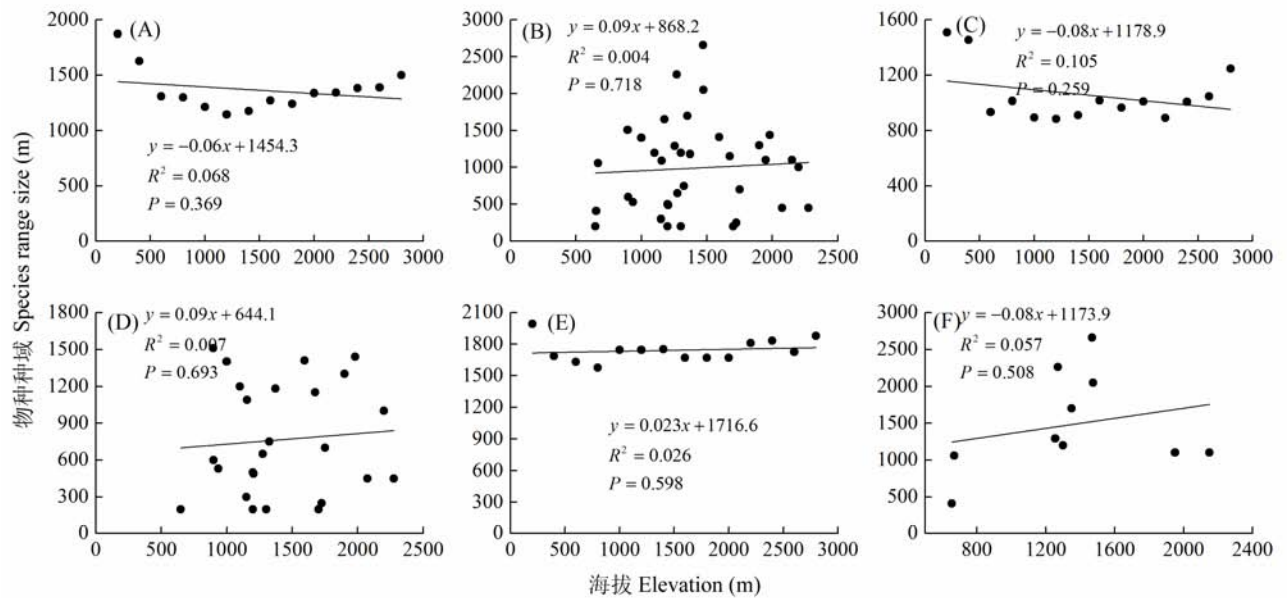 物种种域 Species range size (m)
(A)
2000
1500
1000
500
0
y = −0.06x + 1454.3
R² = 0.068
P = 0.369
0 500 1000 1500 2000 2500 3000
(B)
3000
2500
2000
1500
1000
500
0
y = 0.09x + 868.2
R² = 0.004
P = 0.718
0 500 1000 1500 2000 2500
(C)
1600
1200
800
400
0
y = −0.08x + 1178.9
R² = 0.105
P = 0.259
0 500 1000 1500 2000 2500 3000
(D)
1800
1500
1200
900
600
300
0
y = 0.09x + 644.1
R² = 0.007
P = 0.693
0 500 1000 1500 2000 2500
(E)
2100
1800
1500
1200
900
600
300
0
y = 0.023x + 1716.6
R² = 0.026
P = 0.598
0 500 1000 1500 2000 2500 3000
(F)
3000
2500
2000
1500
1000
500
0
y = −0.08x + 1173.9
R² = 0.057
P = 0.508
800 1200 1600 2000 2400
海拔 Elevation (m)